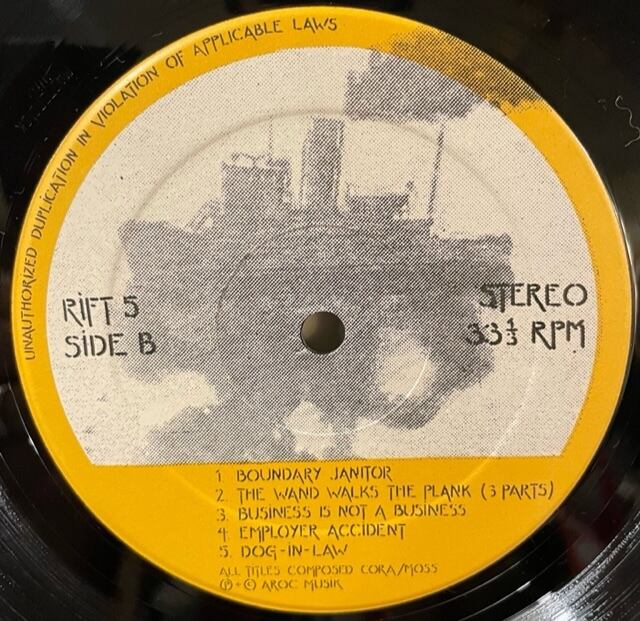 UNAUTHORIZED DUPLICATION IN VIOLATION OF APPLICABLE LAWS
RIFT 5
SIDE B
STEREO
33⅓ RPM
1. BOUNDARY JANITOR
2. THE WAND WALKS THE PLANK (3 PARTS)
3. BUSINESS IS NOT A BUSINESS
4. EMPLOYER ACCIDENT
5. DOG-IN-LAW
ALL TITLES COMPOSED CORA/MOSS
℗+© AROC MUSIK